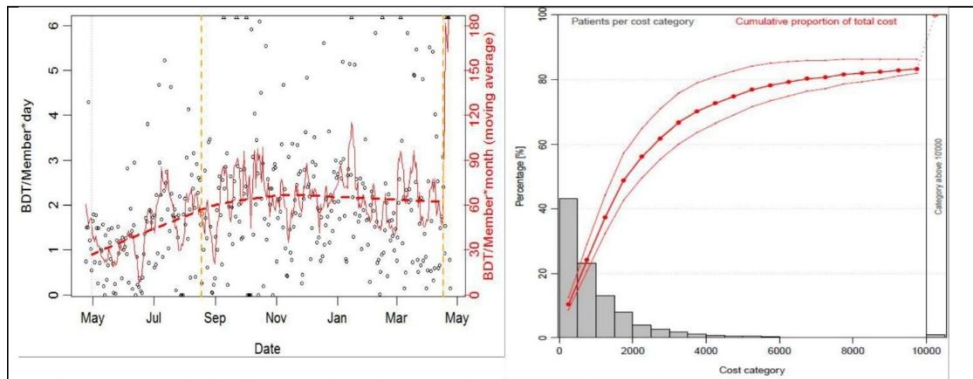 BDT/Member*day
6
5
4
3
2
1
0
May
Jul
Sep
Nov
Jan
Mar
May
Date
180
150
120
90
60
30
0
BDT/Member*month (moving average)
Patients per cost category
Cumulative proportion of total cost
Percentage [%]
100
80
60
40
20
0
0
2000
4000
6000
8000
10000
Cost category
Category above 10'000